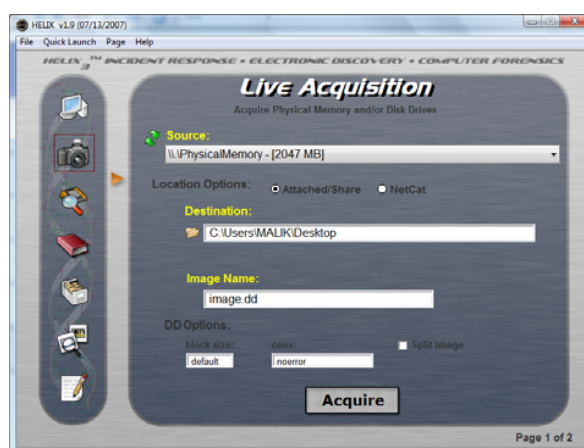 HELIX v1.9 (07/13/2007)
File Quick Launch Page Help
HELIX 3 TM INCIDENT RESPONSE • ELECTRONIC DISCOVERY • COMPUTER FORENSICS
Live Acquisition
Acquire Physical Memory and/or Disk Drives
Source:
\\.\PhysicalMemory - [2047 MB]
Location Options: Attached/Share NetCat
Destination:
C:\Users\MALIK\Desktop
Image Name:
image.dd
DD Options:
block size: conv: Split Image
default noerror
Acquire
Page 1 of 2